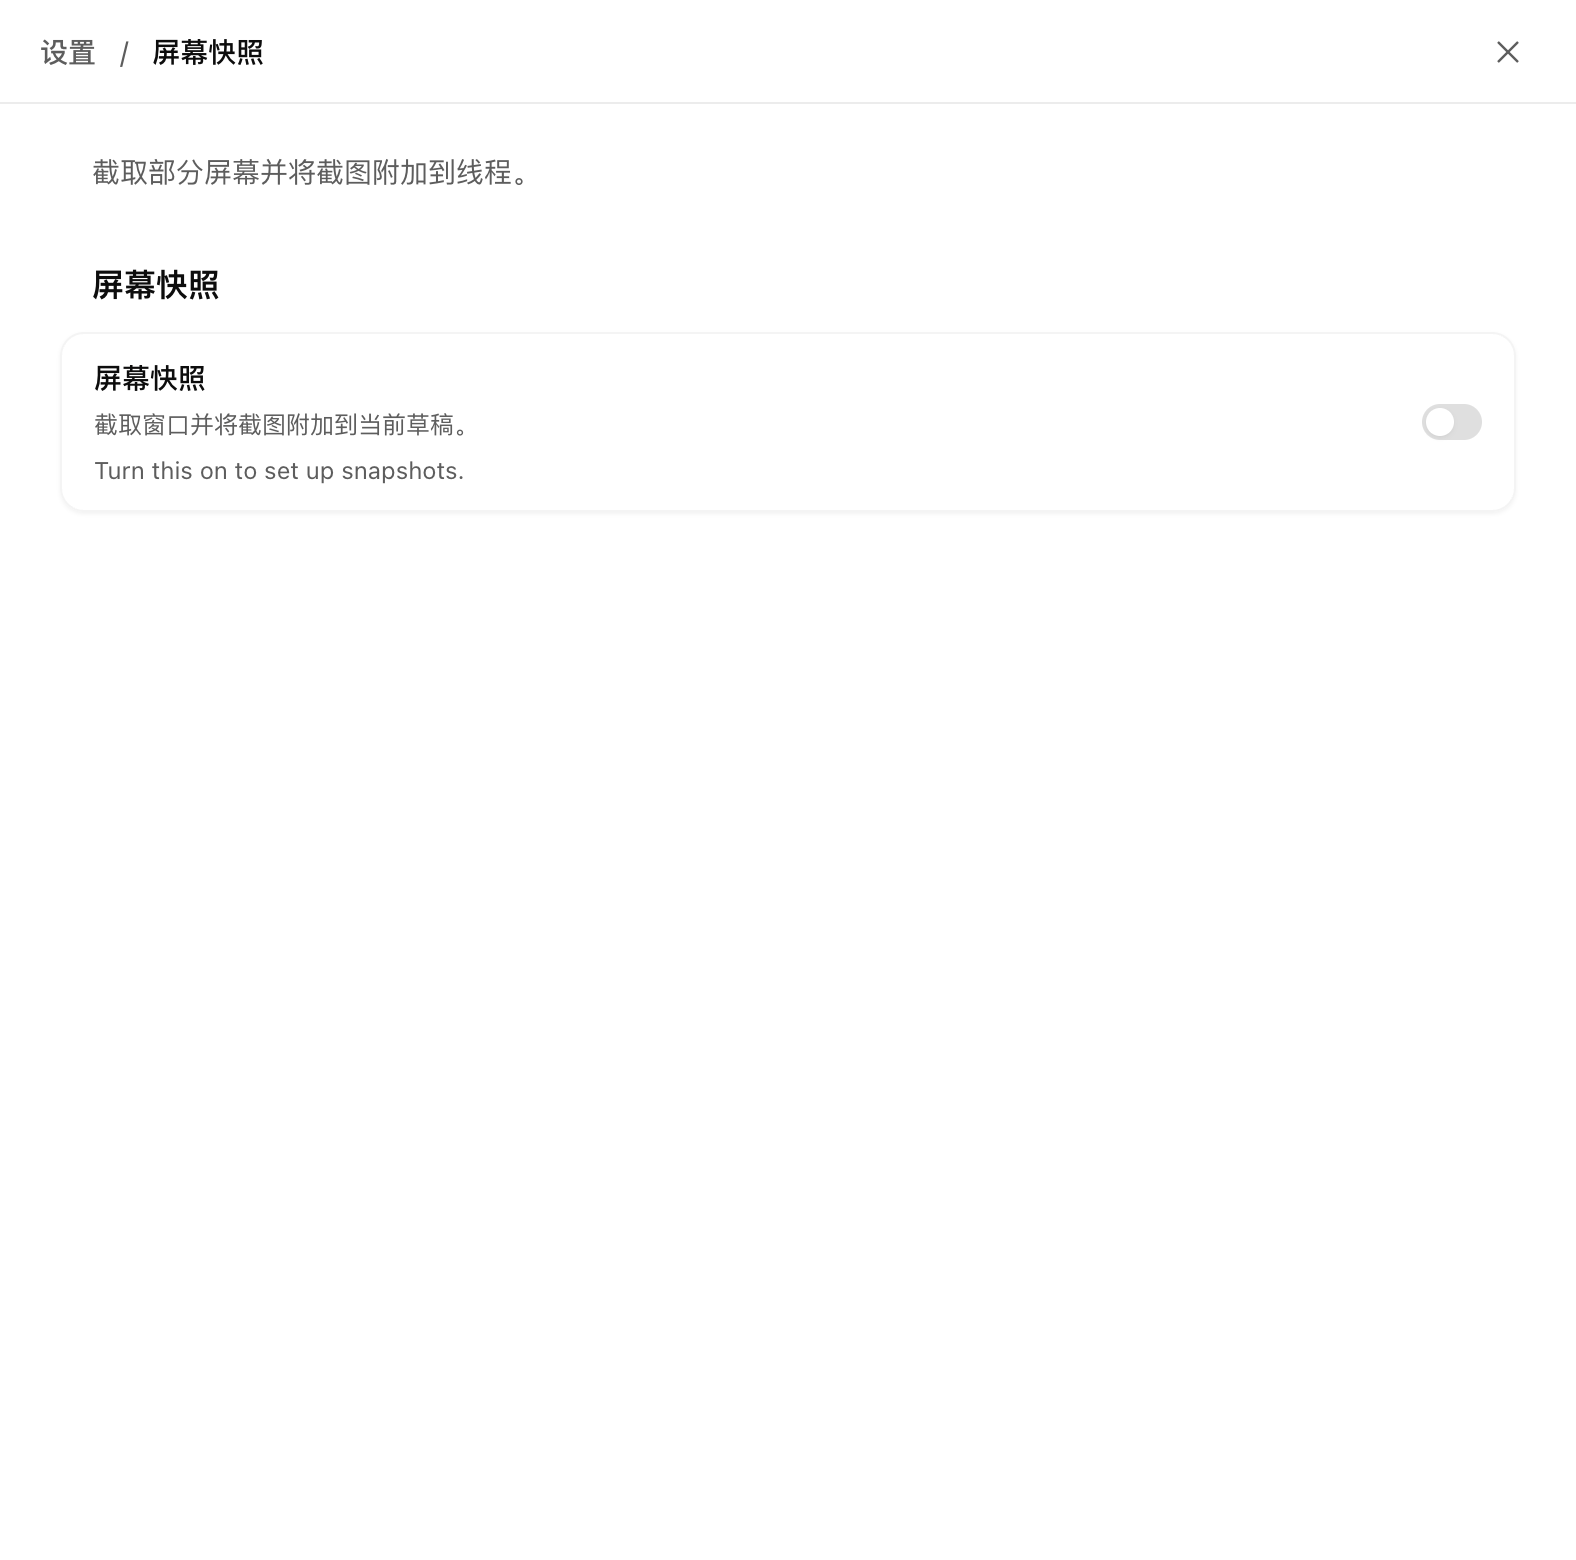 设置 / 屏幕快照
截取部分屏幕并将截图附加到线程。
屏幕快照
屏幕快照
截取窗口并将截图附加到当前草稿。
Turn this on to set up snapshots.